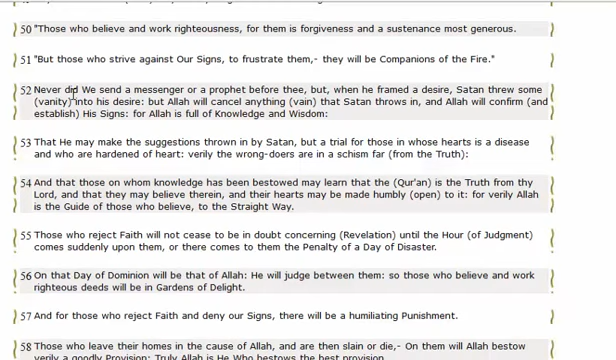 50 "Those who believe and work righteousness, for them is forgiveness and a sustenance most generous.
51 "But those who strive against Our Signs, to frustrate them,- they will be Companions of the Fire."
52 Never did We send a messenger or a prophet before thee, but, when he framed a desire, Satan threw some
(vanity) into his desire: but Allah will cancel anything (vain) that Satan throws in, and Allah will confirm (and
establish) His Signs: for Allah is full of Knowledge and Wisdom:
53 That He may make the suggestions thrown in by Satan, but a trial for those in whose hearts is a disease
and who are hardened of heart: verily the wrong-doers are in a schism far (from the Truth):
54 And that those on whom knowledge has been bestowed may learn that the (Qur'an) is the Truth from thy
Lord, and that they may believe therein, and their hearts may be made humbly (open) to it: for verily Allah
is the Guide of those who believe, to the Straight Way.
55 Those who reject Faith will not cease to be in doubt concerning (Revelation) until the Hour (of Judgment)
comes suddenly upon them, or there comes to them the Penalty of a Day of Disaster.
56 On that Day of Dominion will be that of Allah: He will judge between them: so those who believe and work
righteous deeds will be in Gardens of Delight.
57 And for those who reject Faith and deny our Signs, there will be a humiliating Punishment.
58 Those who leave their homes in the cause of Allah, and are then slain or die,- On them will Allah bestow
verily a goodly Provision: Truly Allah is He Who bestows the best provision.